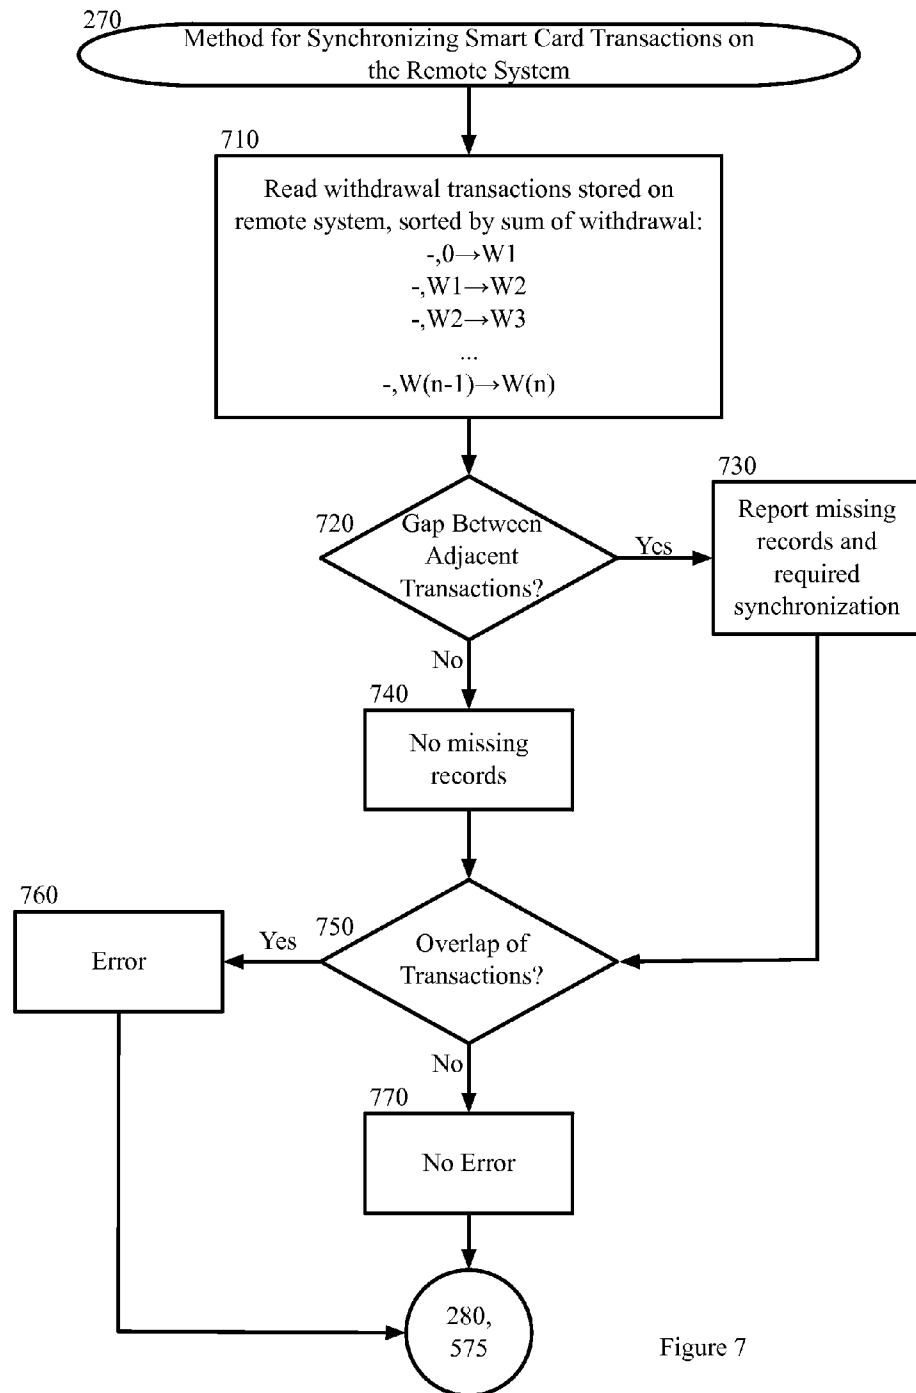 270
Method for Synchronizing Smart Card Transactions on
the Remote System
710
Read withdrawal transactions stored on
remote system, sorted by sum of withdrawal:
-,0→W1
-,W1→W2
-,W2→W3
...
-,W(n-1)→W(n)
720
Gap Between
Adjacent
Transactions?
Yes
730
Report missing
records and
required
synchronization
No
740
No missing
records
750
Overlap of
Transactions?
Yes
760
Error
No
770
No Error
280,
575
Figure 7